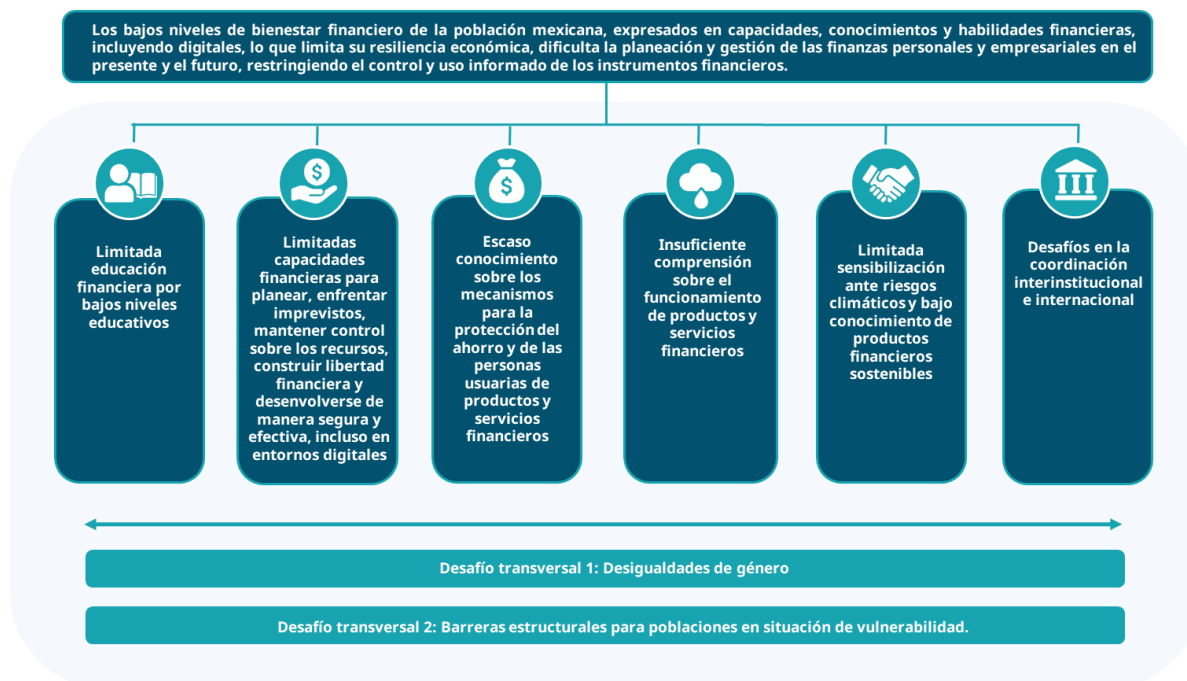 Los bajos niveles de bienestar financiero de la población mexicana, expresados en capacidades, conocimientos y habilidades financieras,
incluyendo digitales, lo que limita su resiliencia económica, dificulta la planeación y gestión de las finanzas personales y empresariales en el
presente y el futuro, restringiendo el control y uso informado de los instrumentos financieros.
Limitada
educación
financiera por
bajos niveles
educativos
Limitadas
capacidades
financieras para
planear, enfrentar
imprevistos,
mantener control
sobre los recursos,
construir libertad
financiera y
desenvolverse de
manera segura y
efectiva, incluso en
entornos digitales
Escaso
conocimiento
sobre los
mecanismos
para la
protección del
ahorro y de las
personas
usuarias de
productos y
servicios
financieros
Insuficiente
comprensión
sobre el
funcionamiento
de productos y
servicios
financieros
Limitada
sensibilización
ante riesgos
climáticos y bajo
conocimiento de
productos
financieros
sostenibles
Desafíos en la
coordinación
interinstitucional
e internacional
Desafío transversal 1: Desigualdades de género
Desafío transversal 2: Barreras estructurales para poblaciones en situación de vulnerabilidad.